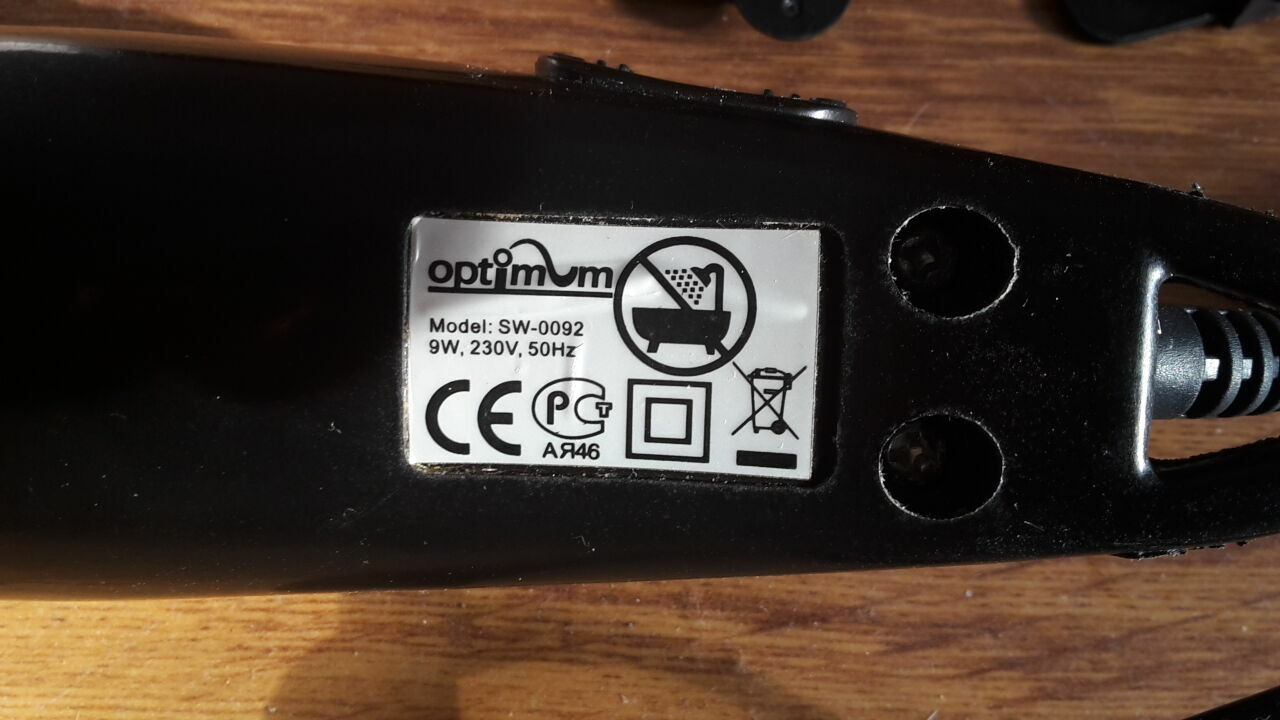 optimum
Model: SW-0092
9W, 230V, 50Hz
CE PCT
АЯ46